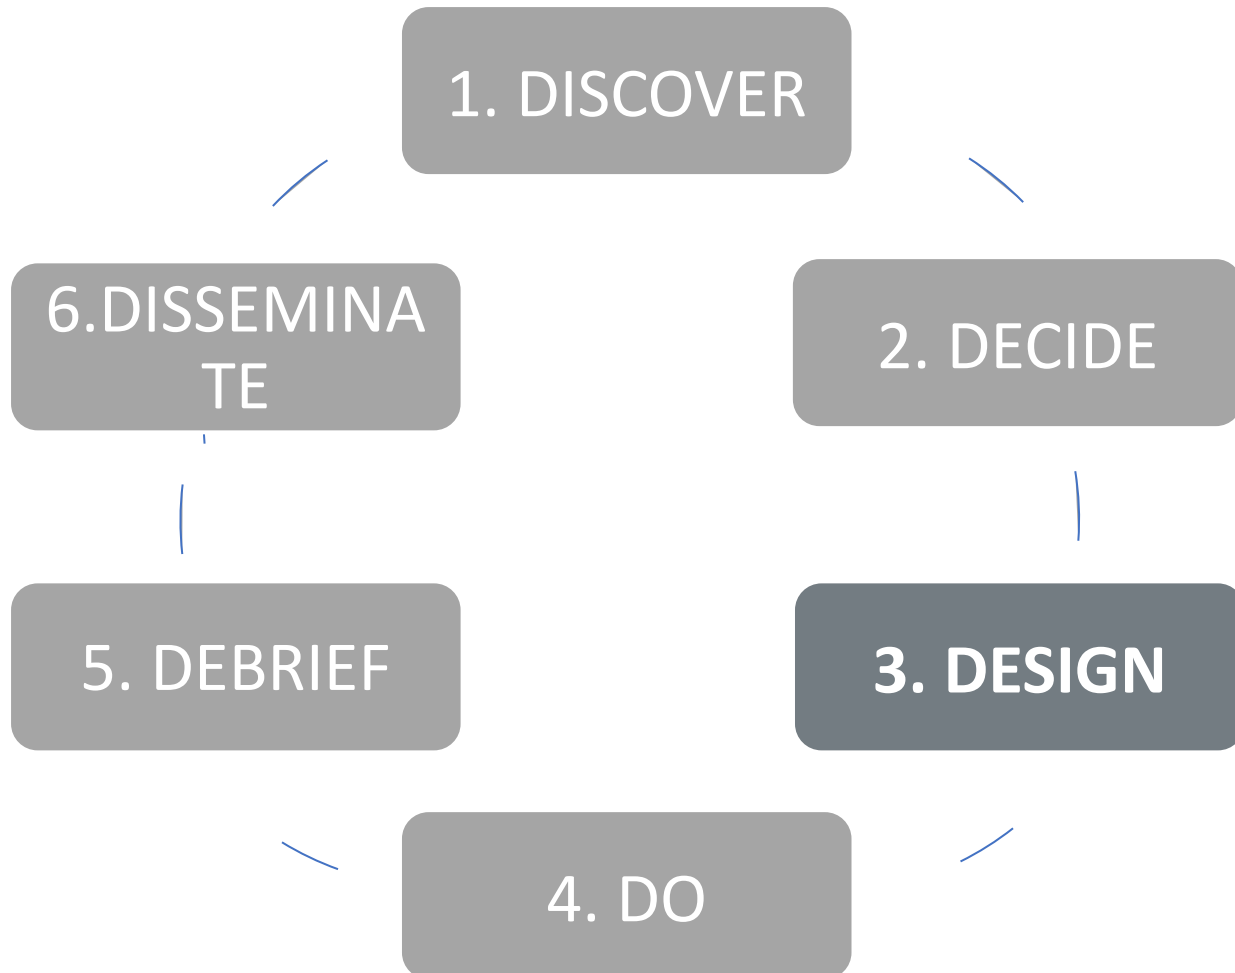 1. DISCOVER
2. DECIDE
3. DESIGN
4. DO
5. DEBRIEF
6.DISSEMINA
TE